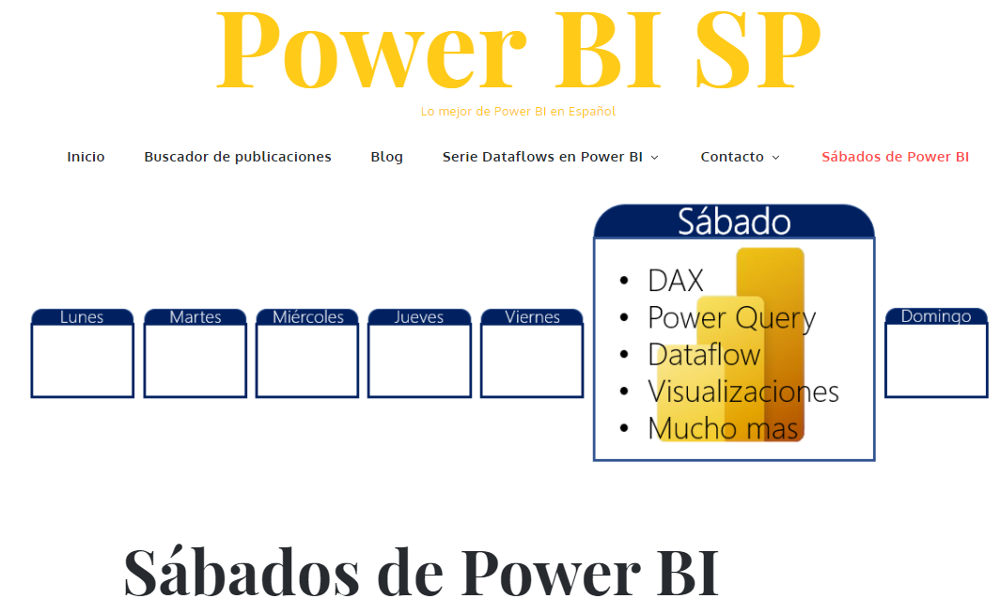 Power BI SP
Lo mejor de Power BI en Español
Inicio Buscador de publicaciones Blog Serie Dataflows en Power BI Contacto Sábados de Power BI
Lunes
Martes
Miércoles
Jueves
Viernes
Sábado
• DAX
• Power Query
• Dataflow
• Visualizaciones
• Mucho mas
Domingo
Sábados de Power BI